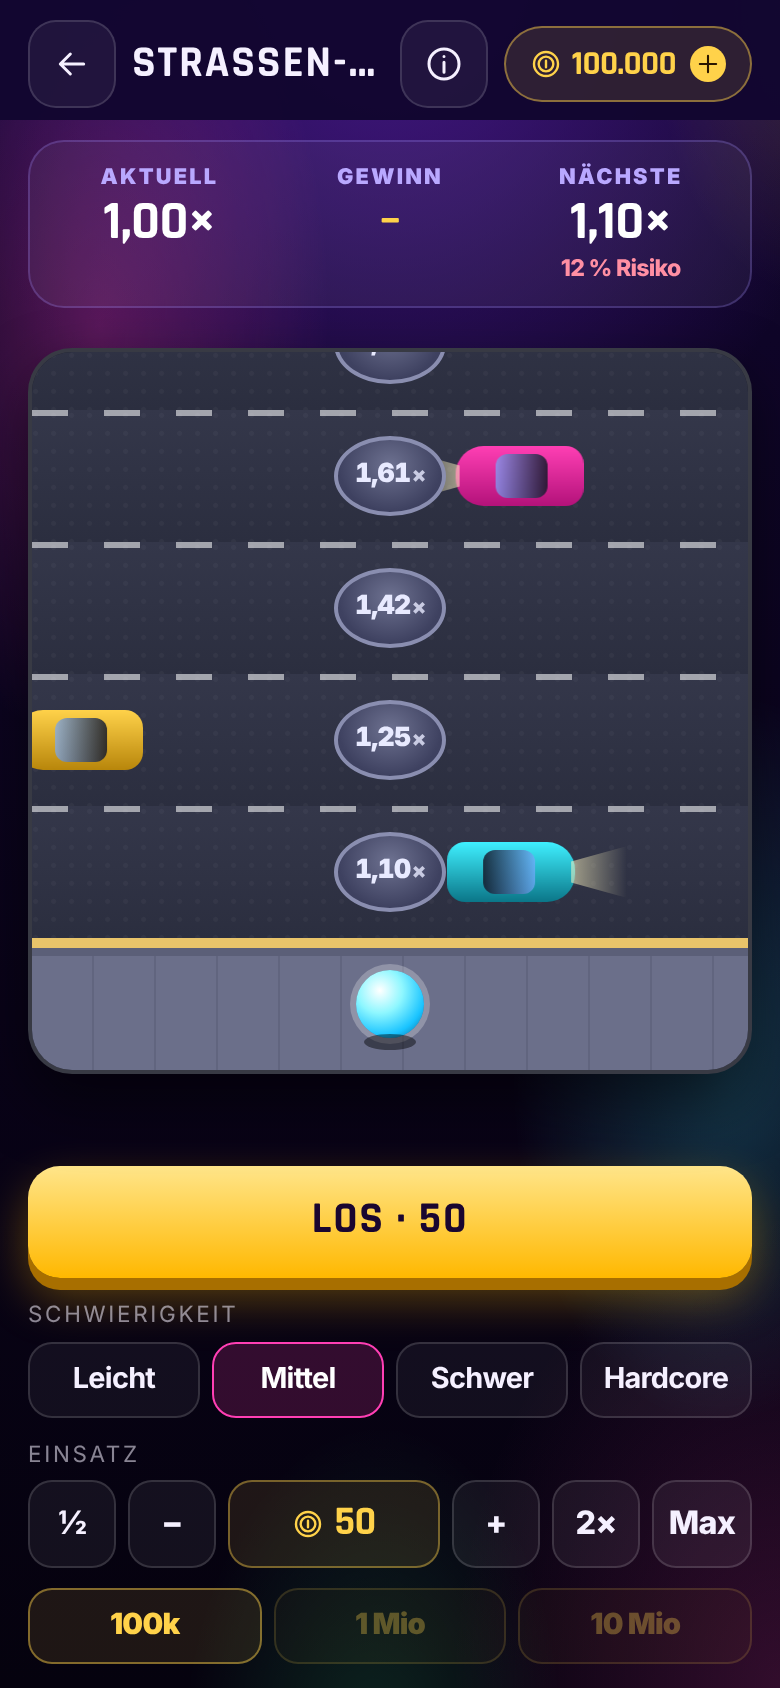 STRASSEN-…
100.000
AKTUELL
GEWINN
NÄCHSTE
1,00×
–
1,10×
12 % Risiko
1,61×
1,42×
1,25×
1,10×
LOS · 50
SCHWIERIGKEIT
Leicht
Mittel
Schwer
Hardcore
EINSATZ
½
−
50
+
2×
Max
100k
1 Mio
10 Mio